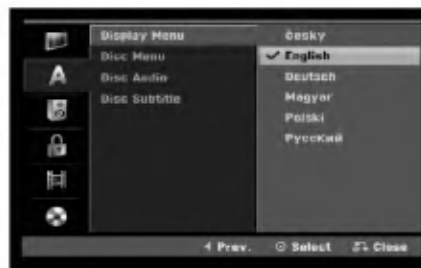 Display Menu
Disc Menu
Disc Audio
Disc Subtitle
Česky
✓ English
Deutsch
Magyar
Polski
Русский
A
Prev.
Select
Close